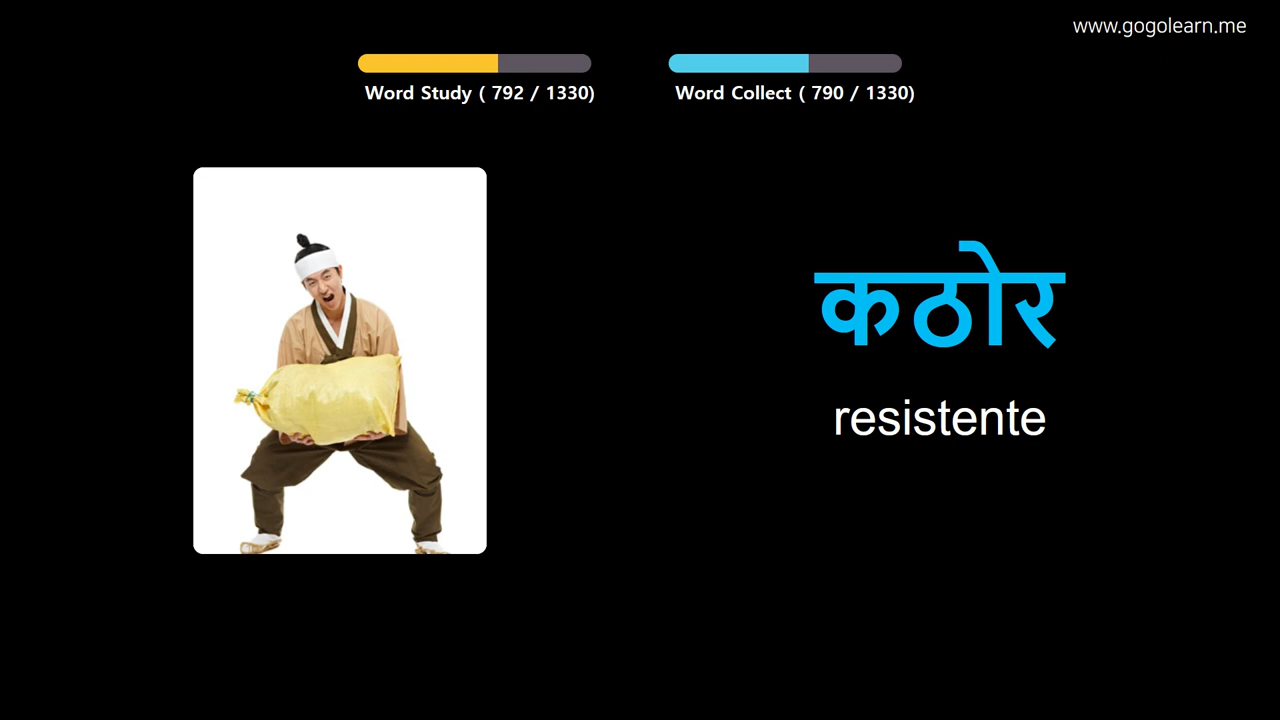 www.gogolearn.me
Word Study ( 792 / 1330)
Word Collect ( 790 / 1330)
कठोर
resistente